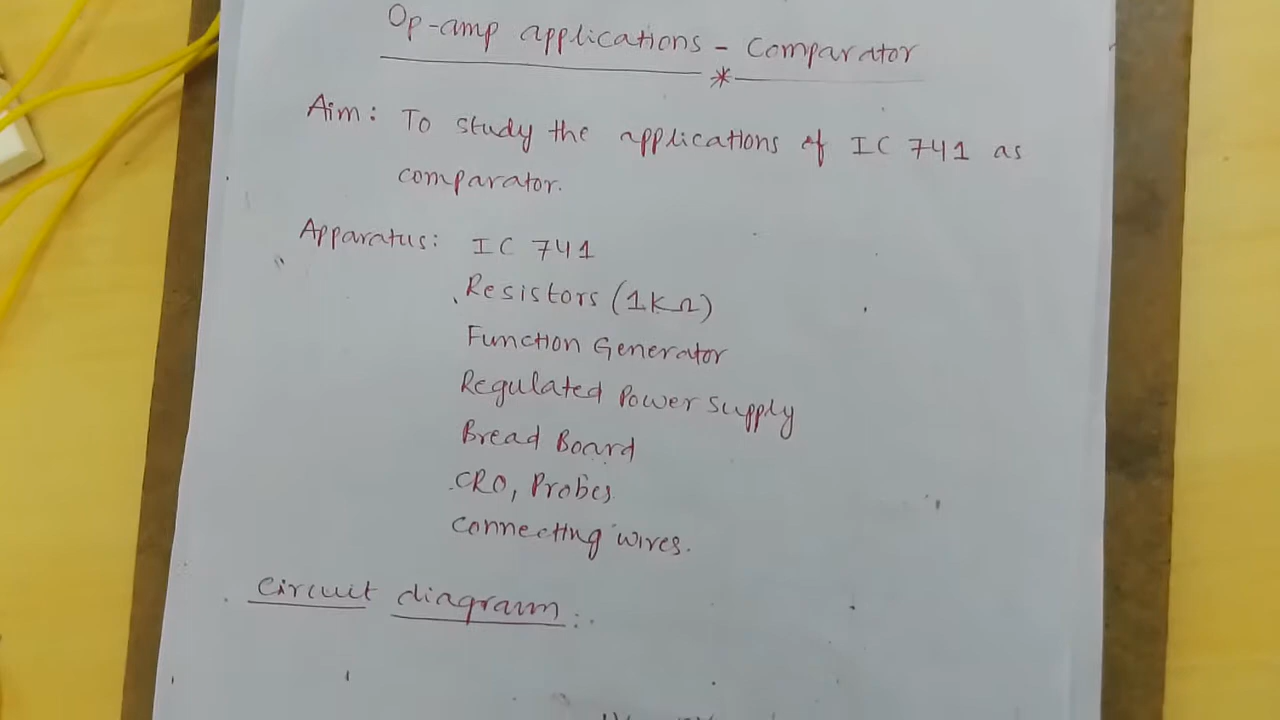 Op-amp applications - Comparator
Aim: To study the applications of IC 741 as
comparator.
Apparatus: IC 741
Resistors (1KΩ)
Function Generator
Regulated Power Supply
Bread Board
CRO, Probes
Connecting wires.
Circuit diagram: